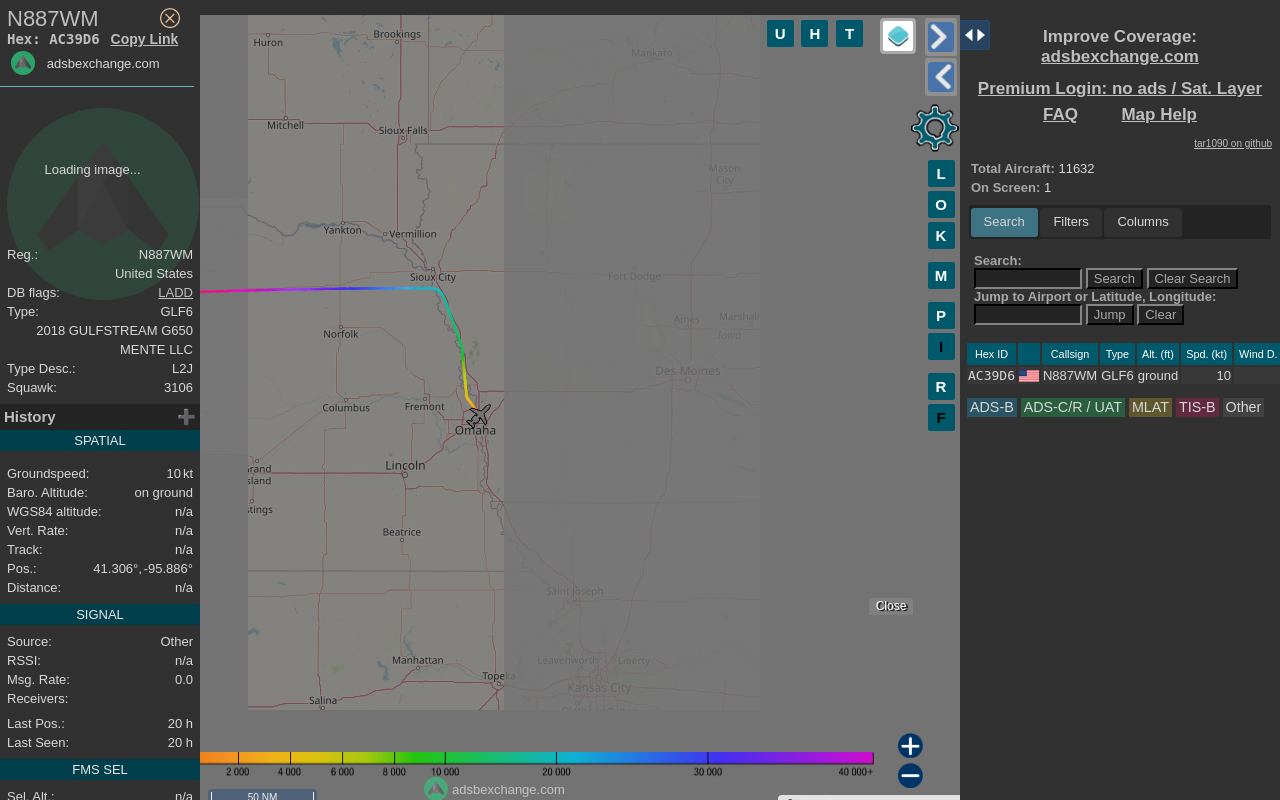 N887WM
Hex: AC39D6 Copy Link
adsbexchange.com
Loading image...
Reg.: N887WM
United States
DB flags: LADD
Type: GLF6
2018 GULFSTREAM G650
MENTE LLC
Type Desc.: L2J
Squawk: 3106
History
SPATIAL
Groundspeed: 10 kt
Baro. Altitude: on ground
WGS84 altitude: n/a
Vert. Rate: n/a
Track: n/a
Pos.: 41.306°, -95.886°
Distance: n/a
SIGNAL
Source: Other
RSSI: n/a
Msg. Rate: 0.0
Receivers:
Last Pos.: 20 h
Last Seen: 20 h
FMS SEL
Sel. Alt.: n/a
U H T
Huron
Brookings
Mankato
Mitchell
Sioux Falls
Mason
City
Yankton
Vermillion
Sioux City
Fort Dodge
Norfolk
Ames
Marshall
Iowa
Des Moines
Columbus
Fremont
Omaha
Lincoln
rand
sland
stings
Beatrice
Saint Joseph
Manhattan
Leavenworth
Liberty
Topeka
Kansas City
Salina
L
O
K
M
P
I
R
F
Close
2 000 4 000 6 000 8 000 10 000 20 000 30 000 40 000+
adsbexchange.com
50 NM
Improve Coverage:
adsbexchange.com
Premium Login: no ads / Sat. Layer
FAQ Map Help
tar1090 on github
Total Aircraft: 11632
On Screen: 1
Search Filters Columns
Search:
Search Clear Search
Jump to Airport or Latitude, Longitude:
Jump Clear
Hex ID Callsign Type Alt. (ft) Spd. (kt) Wind D.
AC39D6 N887WM GLF6 ground 10
ADS-B ADS-C/R / UAT MLAT TIS-B Other